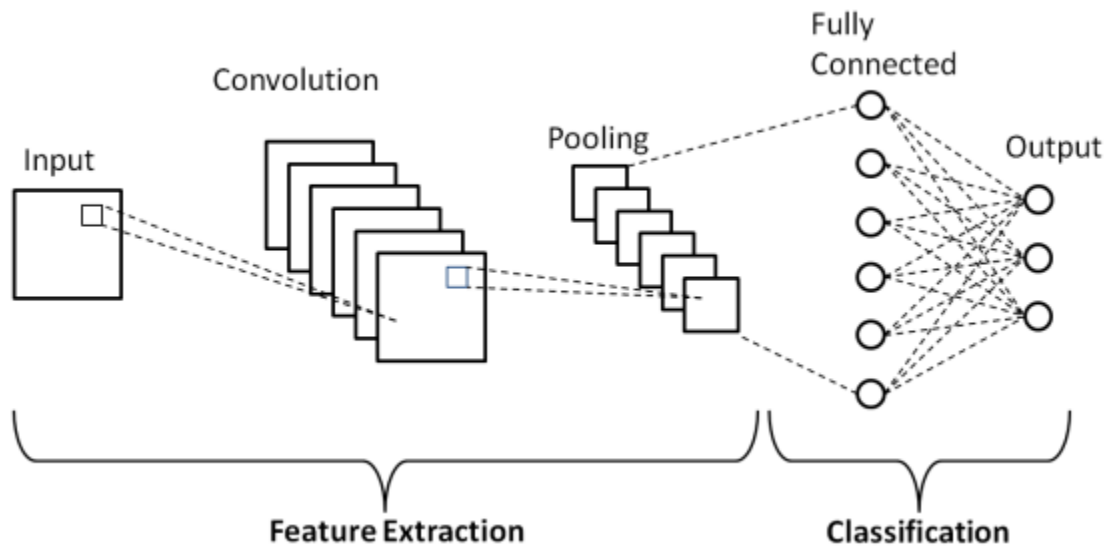 Input
Convolution
Pooling
Fully
Connected
Output
Feature Extraction
Classification